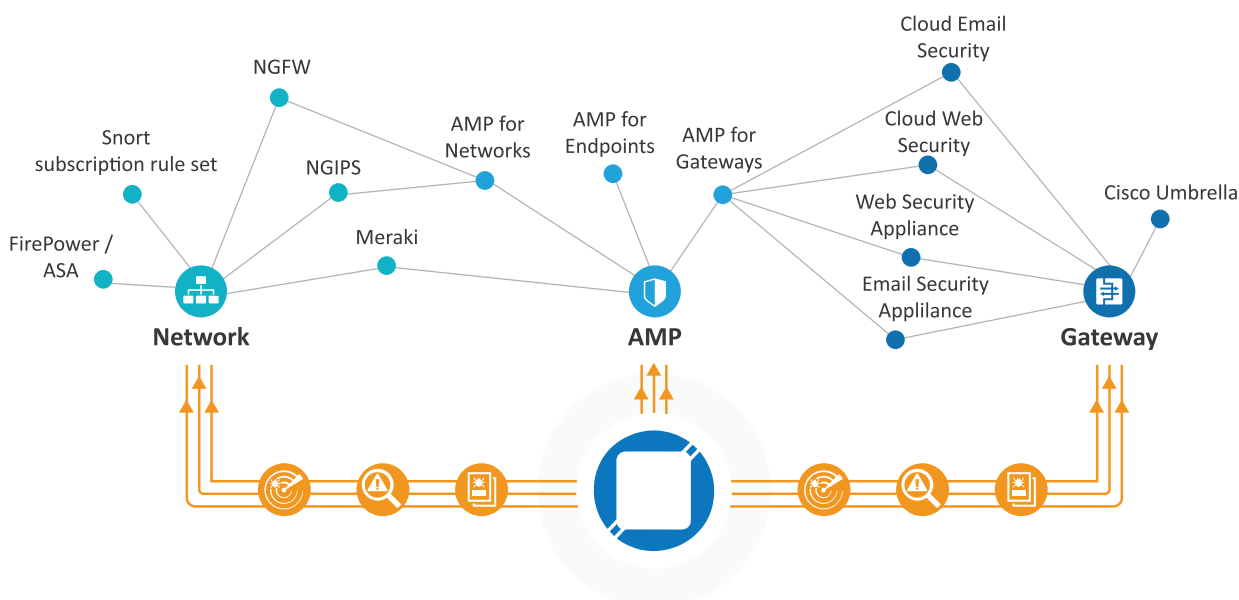 Cloud Email
Security
NGFW
Cloud Web
Security
AMP for
Endpoints
AMP for
Networks
AMP for
Gateways
Snort
subscription rule set
NGIPS
Cisco Umbrella
Web Security
Appliance
Meraki
FirePower /
ASA
Email Security
Applilance
Network
AMP
Gateway